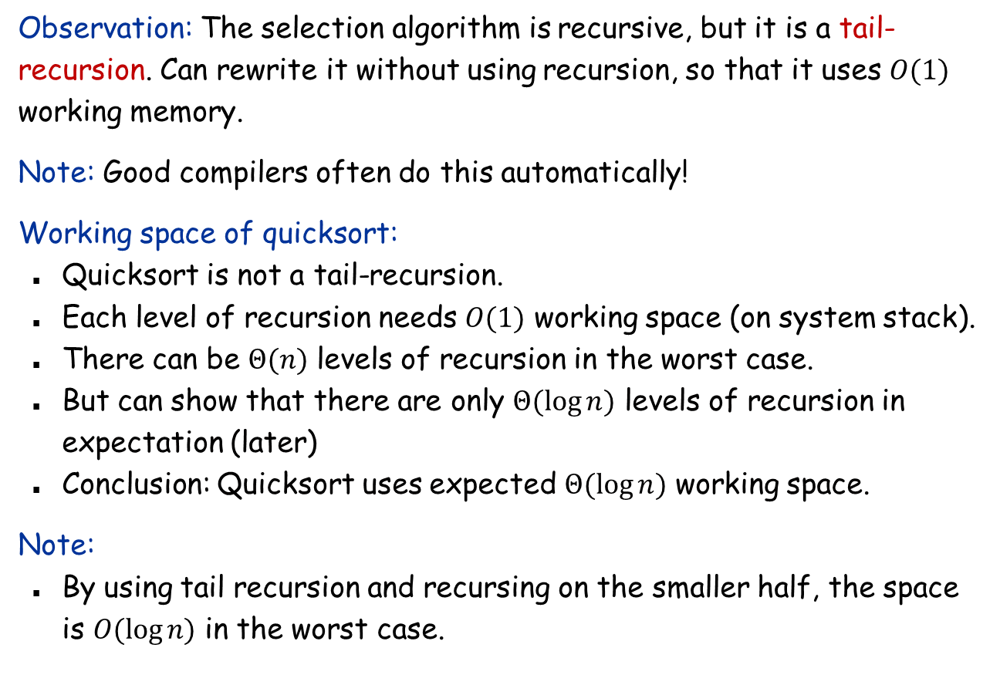 Observation: The selection algorithm is recursive, but it is a tail-
recursion. Can rewrite it without using recursion, so that it uses O(1)
working memory.
Note: Good compilers often do this automatically!
Working space of quicksort:
▪ Quicksort is not a tail-recursion.
▪ Each level of recursion needs O(1) working space (on system stack).
▪ There can be Θ(n) levels of recursion in the worst case.
▪ But can show that there are only Θ(log n) levels of recursion in
expectation (later)
▪ Conclusion: Quicksort uses expected Θ(log n) working space.
Note:
▪ By using tail recursion and recursing on the smaller half, the space
is O(log n) in the worst case.